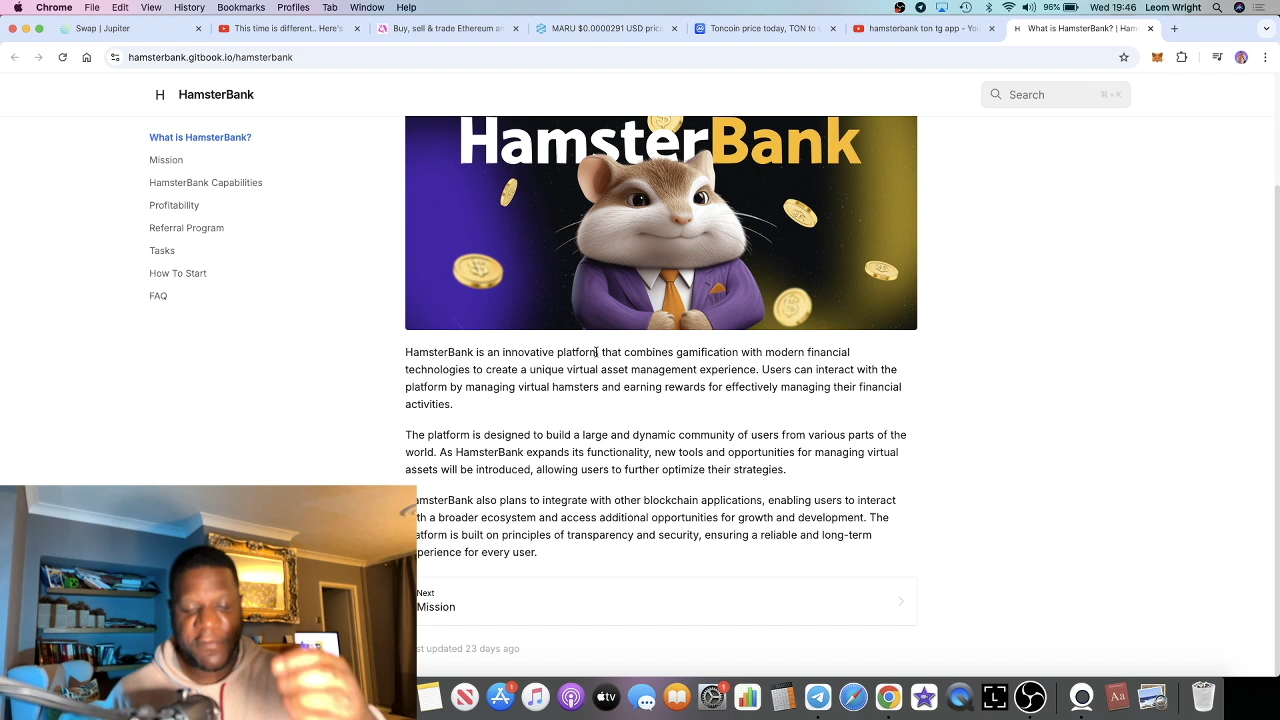 Chrome File Edit View History Bookmarks Profiles Tab Window Help 96% Wed 19:46 Leom Wright
Swap | Jupiter
This time is different.. Here's
Buy, sell & trade Ethereum an
MARU $0.0000291 USD price
Toncoin price today, TON to
hamsterbank ton tg app - You
What is HamsterBank? | Ham
hamsterbank.gitbook.io/hamsterbank
H HamsterBank
Search ⌘ + K
What is HamsterBank?
Mission
HamsterBank Capabilities
Profitability
Referral Program
Tasks
How To Start
FAQ
HamsterBank
HamsterBank is an innovative platform that combines gamification with modern financial
technologies to create a unique virtual asset management experience. Users can interact with the
platform by managing virtual hamsters and earning rewards for effectively managing their financial
activities.
The platform is designed to build a large and dynamic community of users from various parts of the
world. As HamsterBank expands its functionality, new tools and opportunities for managing virtual
assets will be introduced, allowing users to further optimize their strategies.
amsterBank also plans to integrate with other blockchain applications, enabling users to interact
th a broader ecosystem and access additional opportunities for growth and development. The
atform is built on principles of transparency and security, ensuring a reliable and long-term
perience for every user.
Next
Mission
st updated 23 days ago